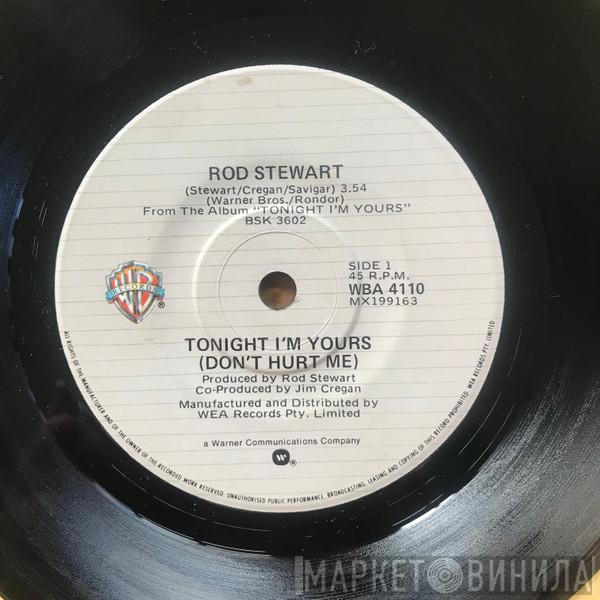 ROD STEWART
(Stewart/Cregan/Savigar) 3.54
(Warner Bros./Rondor)
From The Album "TONIGHT I'M YOURS"
BSK 3602
SIDE 1
45 R.P.M.
WBA 4110
MX199163
WB
RECORDS
®
TONIGHT I'M YOURS
(DON'T HURT ME)
Produced by Rod Stewart
Co-Produced by Jim Cregan
Manufactured and Distributed by
WEA Records Pty. Limited
a Warner Communications Company
®
ALL RIGHTS OF THE MANUFACTURER AND OF THE OWNER OF THE RECORDED WORK RESERVED. UNAUTHORISED PUBLIC PERFORMANCE, BROADCASTING, LEASING AND COPYING OF THIS RECORD PROHIBITED. WEA RECORDS PTY. LIMITED
МАРКЕТ ВИНИЛА